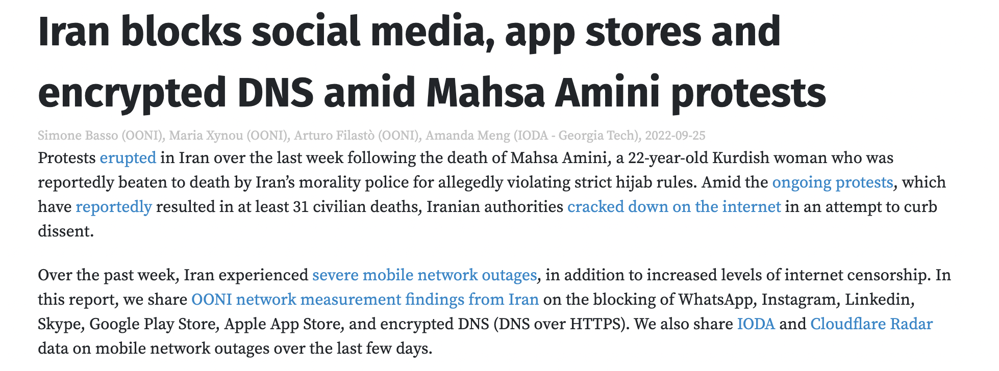 Iran blocks social media, app stores and
encrypted DNS amid Mahsa Amini protests
Simone Basso (OONI), Maria Xynou (OONI), Arturo Filastò (OONI), Amanda Meng (IODA - Georgia Tech), 2022-09-25
Protests erupted in Iran over the last week following the death of Mahsa Amini, a 22-year-old Kurdish woman who was
reportedly beaten to death by Iran’s morality police for allegedly violating strict hijab rules. Amid the ongoing protests, which
have reportedly resulted in at least 31 civilian deaths, Iranian authorities cracked down on the internet in an attempt to curb
dissent.
Over the past week, Iran experienced severe mobile network outages, in addition to increased levels of internet censorship. In
this report, we share OONI network measurement findings from Iran on the blocking of WhatsApp, Instagram, Linkedin,
Skype, Google Play Store, Apple App Store, and encrypted DNS (DNS over HTTPS). We also share IODA and Cloudflare Radar
data on mobile network outages over the last few days.